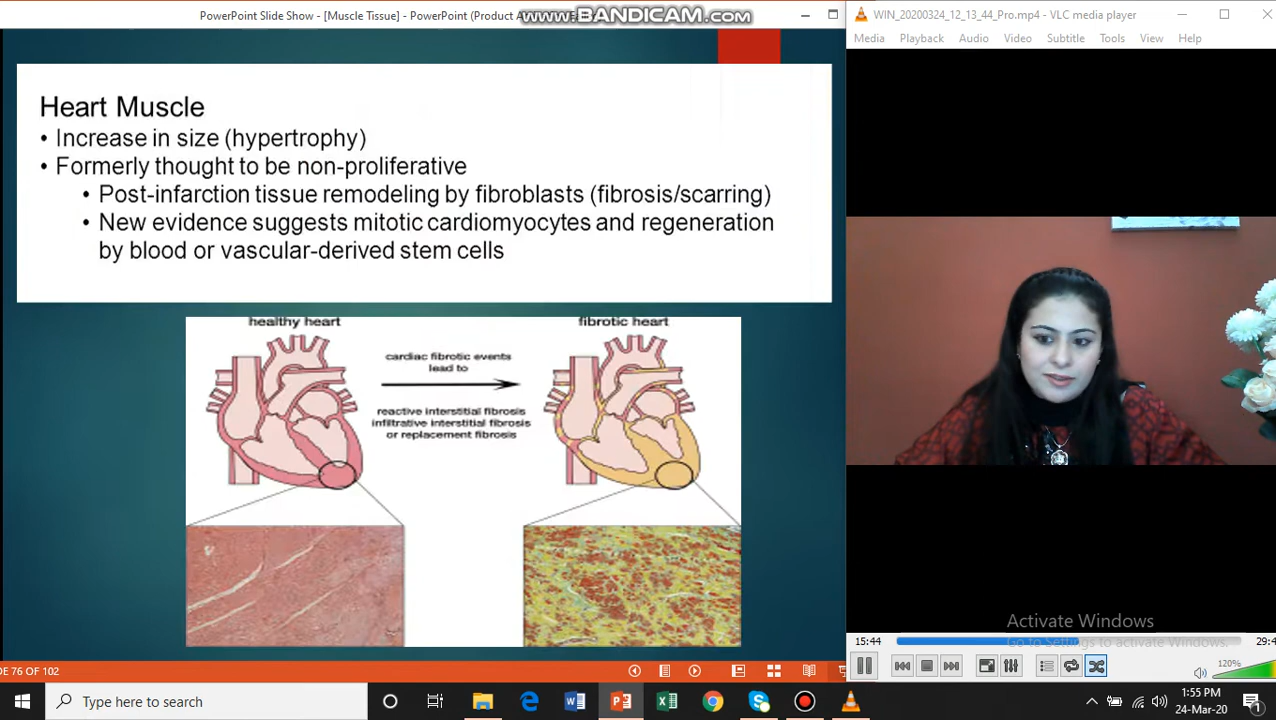 PowerPoint Slide Show - [Muscle Tissue] - PowerPoint (Product A
www.BANDICAM.com
WIN_20200324_12_13_44_Pro.mp4 - VLC media player
Media Playback Audio Video Subtitle Tools View Help
Heart Muscle
• Increase in size (hypertrophy)
• Formerly thought to be non-proliferative
• Post-infarction tissue remodeling by fibroblasts (fibrosis/scarring)
• New evidence suggests mitotic cardiomyocytes and regeneration
by blood or vascular-derived stem cells
healthy heart
fibrotic heart
cardiac fibrotic events
lead to
reactive interstitial fibrosis
infiltrative interstitial fibrosis
or replacement fibrosis
Activate Windows
Go to Settings to activate Windows.
15:44
29:4
120%
DE 76 OF 102
Type here to search
1:55 PM
24-Mar-20
1